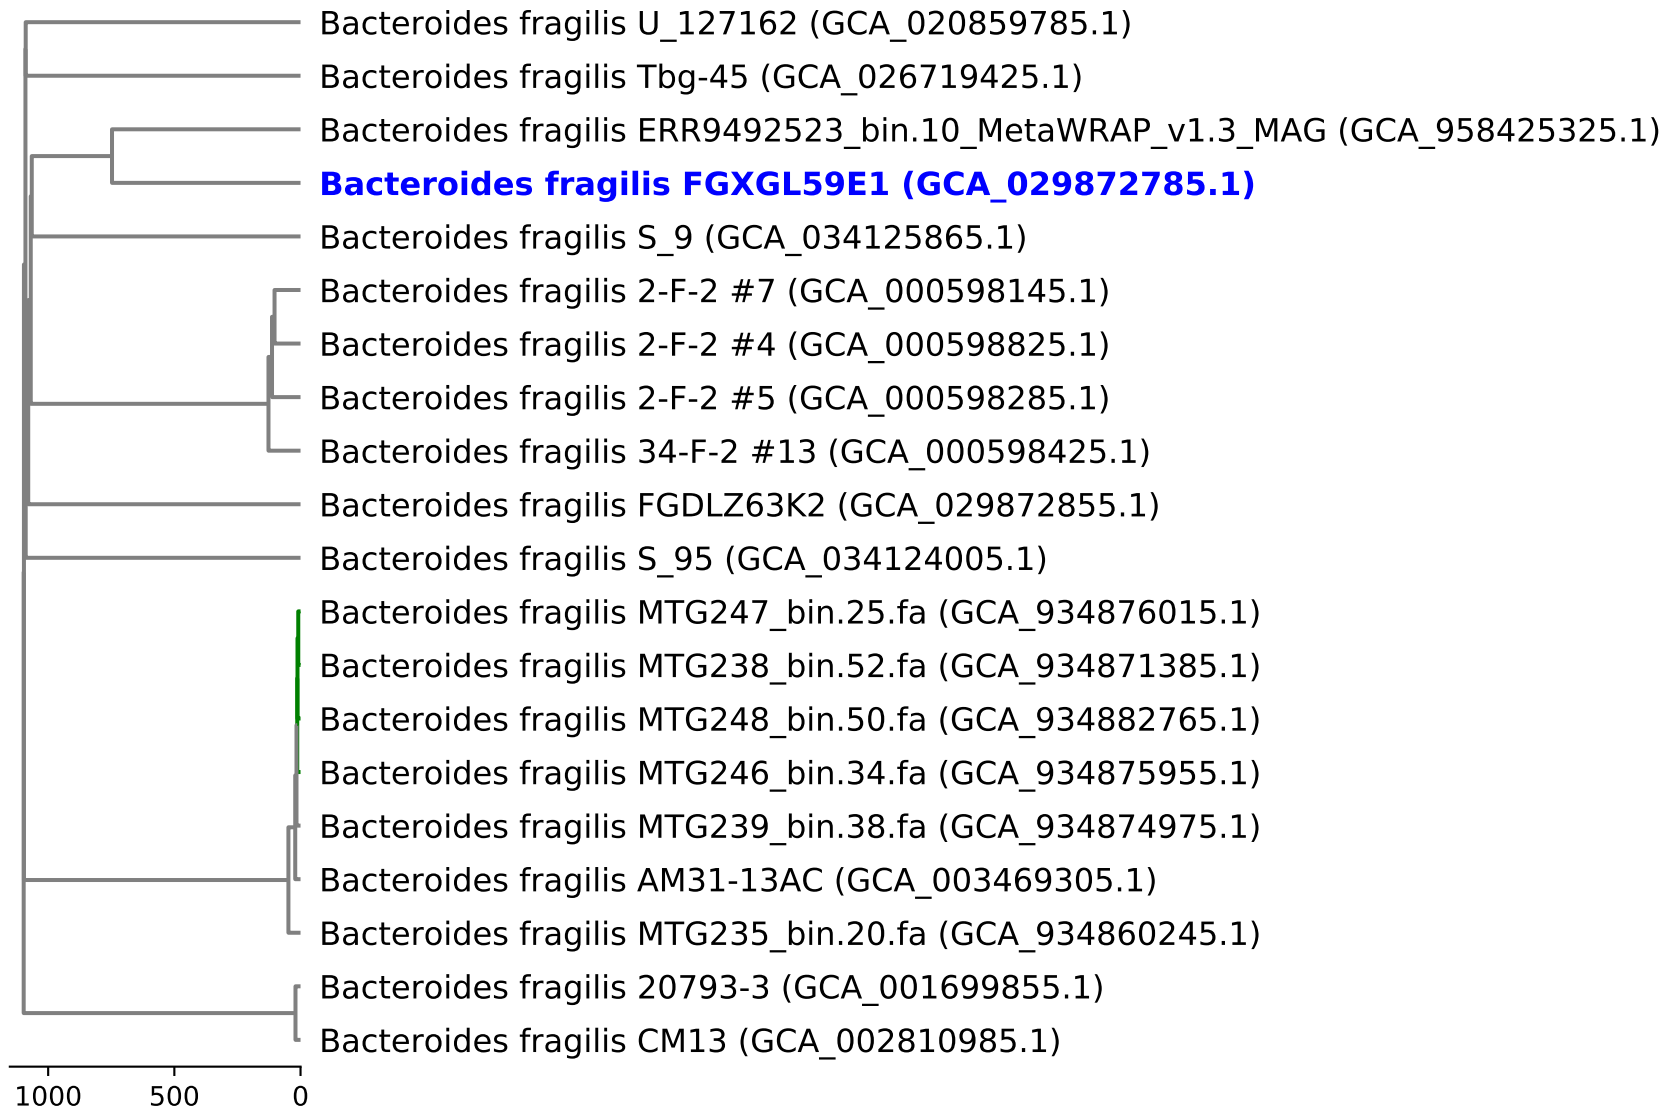 Bacteroides fragilis U_127162 (GCA_020859785.1)
Bacteroides fragilis Tbg-45 (GCA_026719425.1)
Bacteroides fragilis ERR9492523_bin.10_MetaWRAP_v1.3_MAG (GCA_958425325.1)
Bacteroides fragilis FGXGL59E1 (GCA_029872785.1)
Bacteroides fragilis S_9 (GCA_034125865.1)
Bacteroides fragilis 2-F-2 #7 (GCA_000598145.1)
Bacteroides fragilis 2-F-2 #4 (GCA_000598825.1)
Bacteroides fragilis 2-F-2 #5 (GCA_000598285.1)
Bacteroides fragilis 34-F-2 #13 (GCA_000598425.1)
Bacteroides fragilis FGDLZ63K2 (GCA_029872855.1)
Bacteroides fragilis S_95 (GCA_034124005.1)
Bacteroides fragilis MTG247_bin.25.fa (GCA_934876015.1)
Bacteroides fragilis MTG238_bin.52.fa (GCA_934871385.1)
Bacteroides fragilis MTG248_bin.50.fa (GCA_934882765.1)
Bacteroides fragilis MTG246_bin.34.fa (GCA_934875955.1)
Bacteroides fragilis MTG239_bin.38.fa (GCA_934874975.1)
Bacteroides fragilis AM31-13AC (GCA_003469305.1)
Bacteroides fragilis MTG235_bin.20.fa (GCA_934860245.1)
Bacteroides fragilis 20793-3 (GCA_001699855.1)
Bacteroides fragilis CM13 (GCA_002810985.1)
1000 500 0